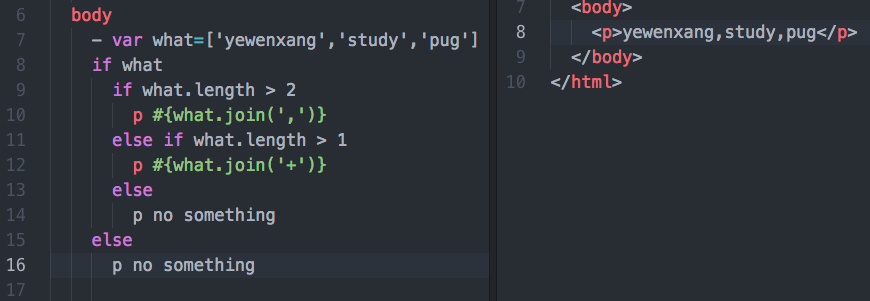 6 body
7 - var what=['yewenxang','study','pug']
8 if what
9 if what.length > 2
10 p #{what.join(',')}
11 else if what.length > 1
12 p #{what.join('+')}
13 else
14 p no something
15 else
16 p no something
17
7 <body>
8 <p>yewenxang,study,pug</p>
9 </body>
10 </html>